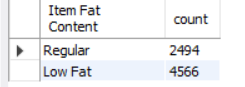 Item Fat Content count
Regular 2494
Low Fat 4566